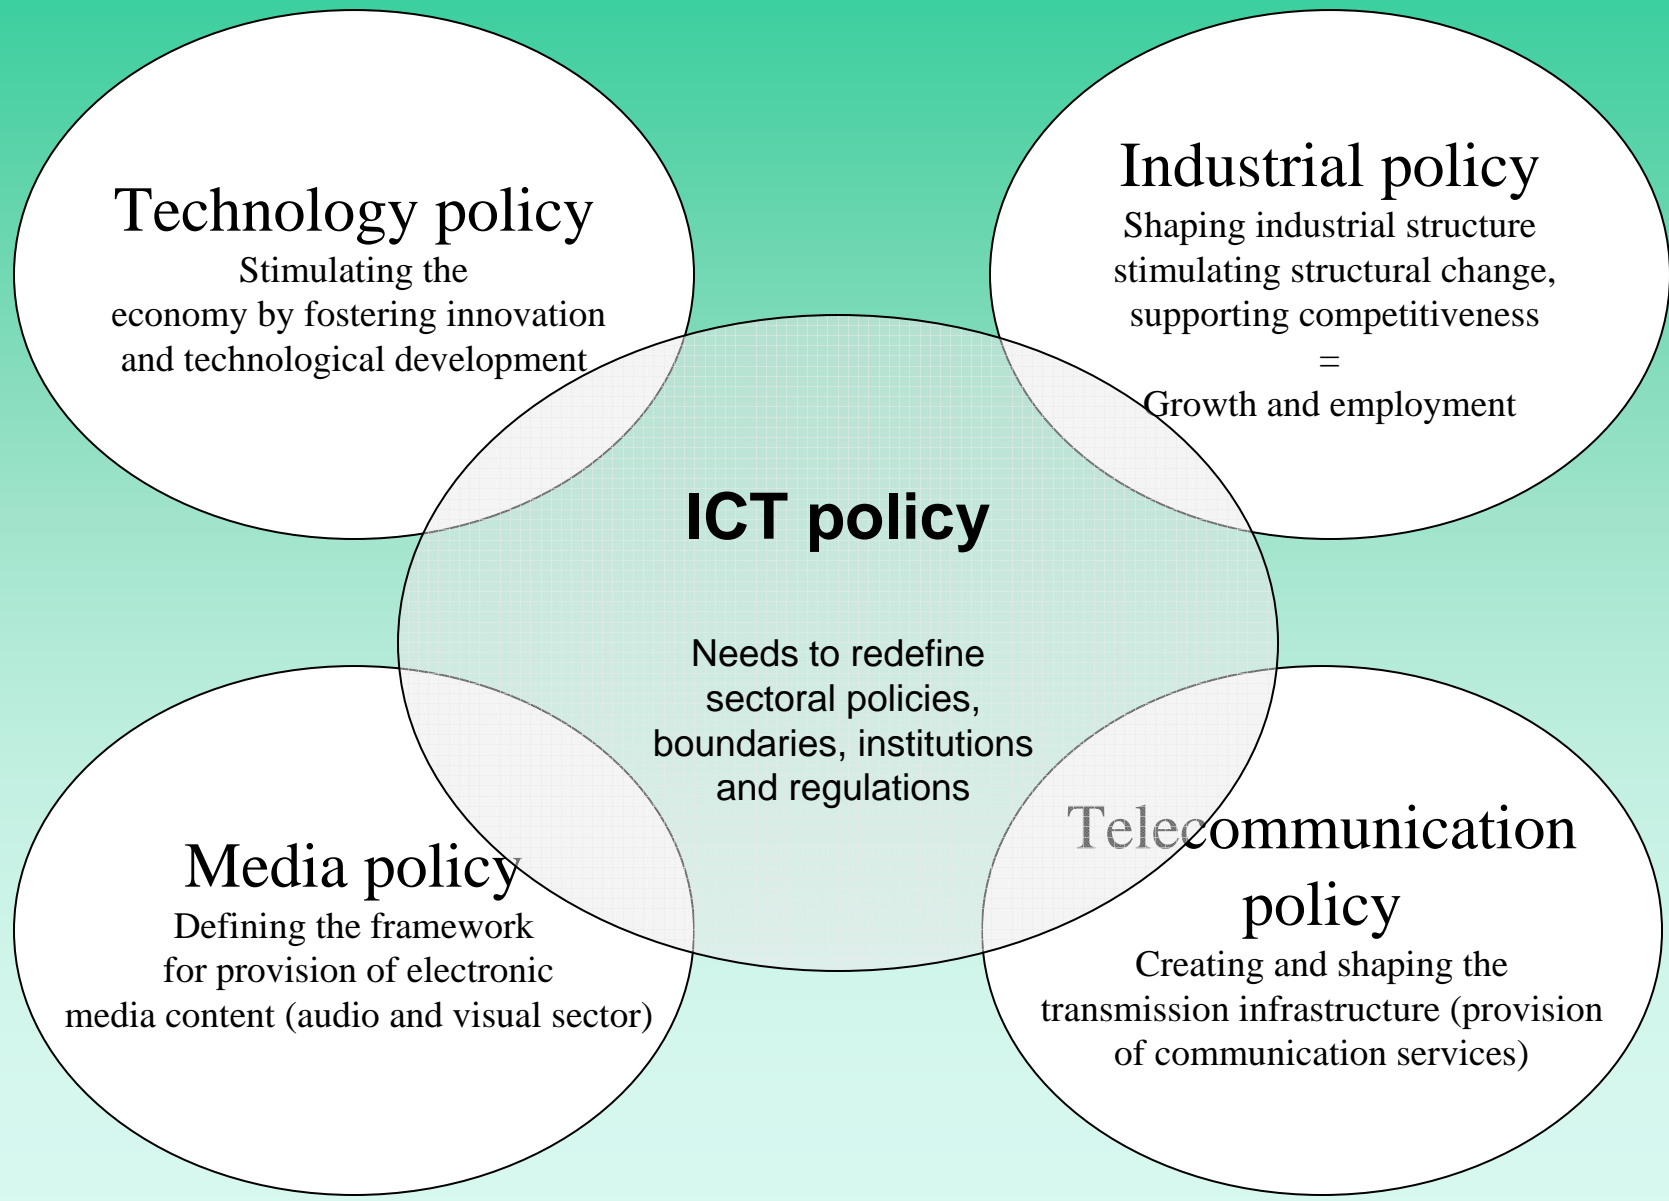 Technology policy
Stimulating the
economy by fostering innovation
and technological development
Industrial policy
Shaping industrial structure
stimulating structural change,
supporting competitiveness
=
Growth and employment
ICT policy
Needs to redefine
sectoral policies,
boundaries, institutions
and regulations
Media policy
Defining the framework
for provision of electronic
media content (audio and visual sector)
Telecommunication
policy
Creating and shaping the
transmission infrastructure (provision
of communication services)